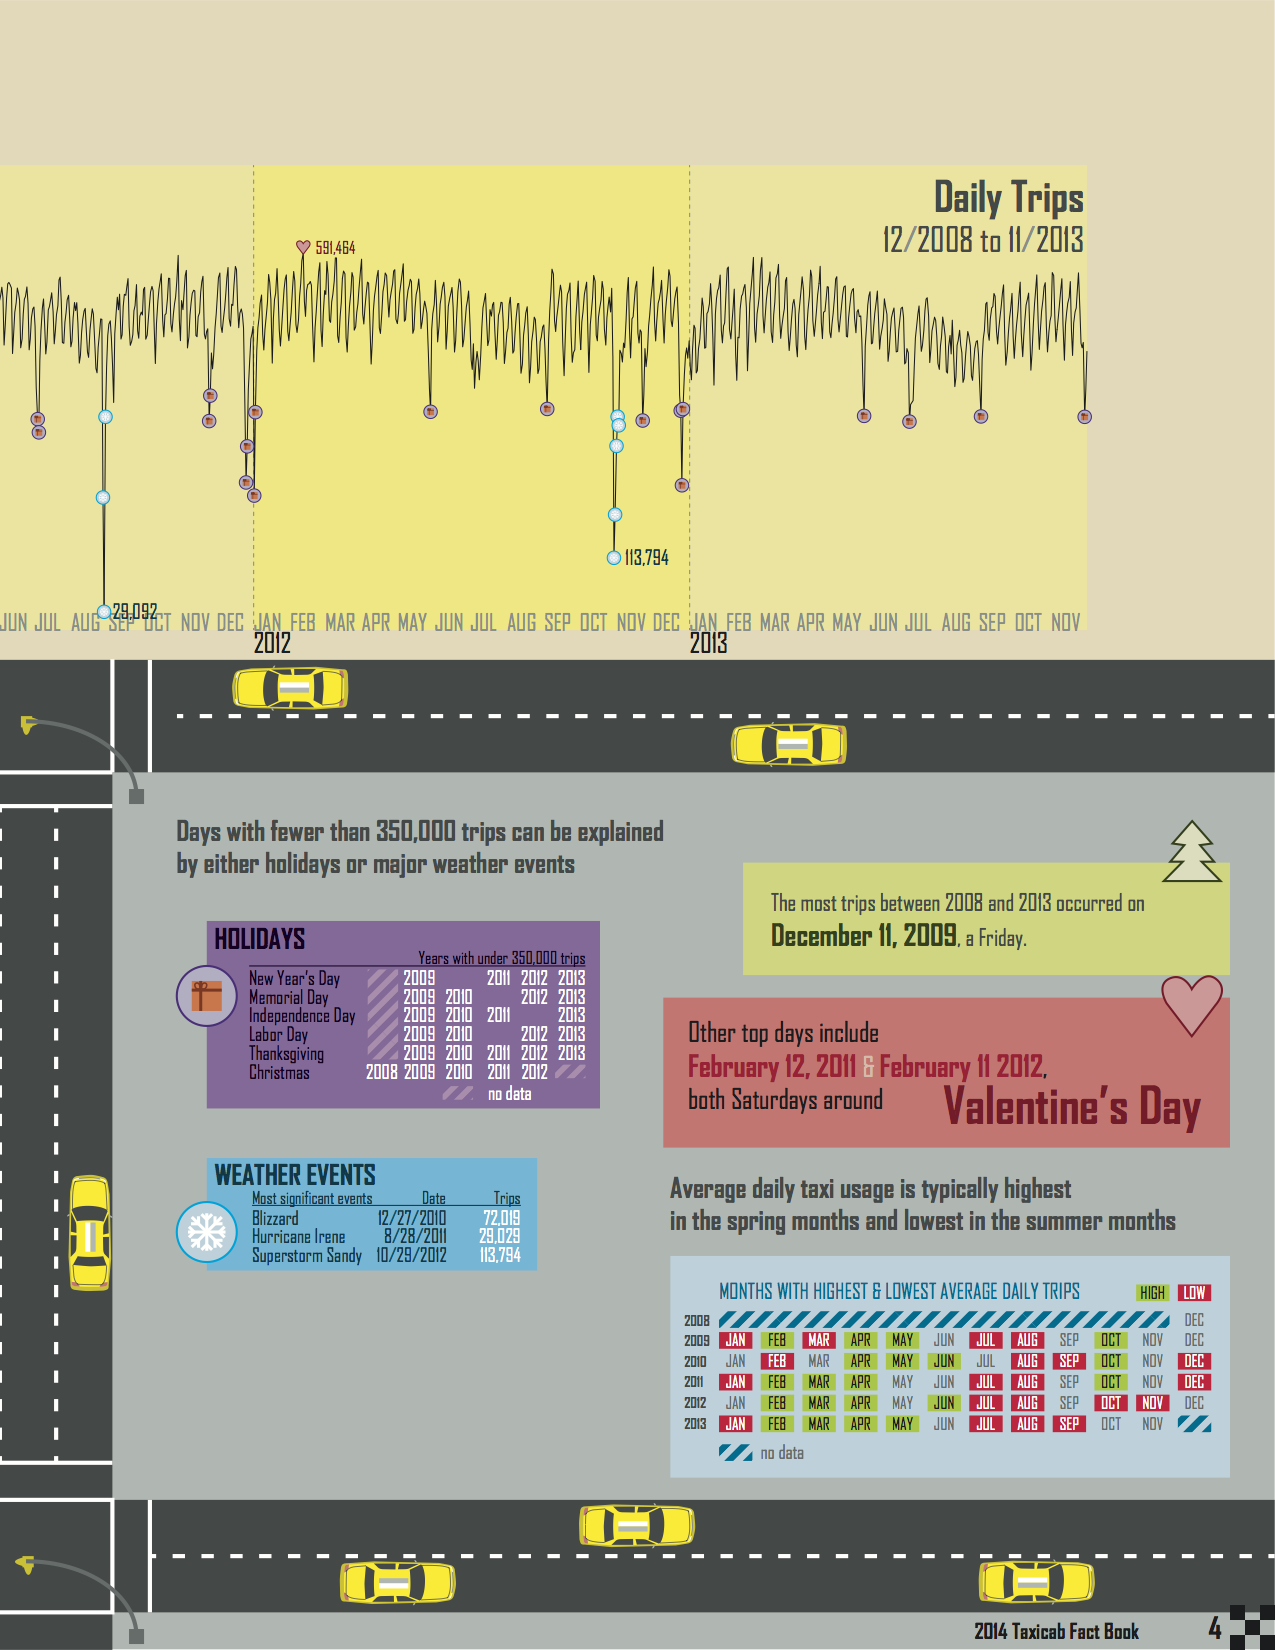 Daily Trips
12/2008 to 11/2013
591,464
113,794
29,092
JUN JUL AUG SEP OCT NOV DEC JAN FEB MAR APR MAY JUN JUL AUG SEP OCT NOV DEC JAN FEB MAR APR MAY JUN JUL AUG SEP OCT NOV
2012 2013
Days with fewer than 350,000 trips can be explained
by either holidays or major weather events
HOLIDAYS
Years with under 350,000 trips
New Year's Day 2009 2011 2012 2013
Memorial Day 2009 2010 2012 2013
Independence Day 2009 2010 2011 2013
Labor Day 2009 2010 2012 2013
Thanksgiving 2009 2010 2011 2012 2013
Christmas 2008 2009 2010 2011 2012
no data
WEATHER EVENTS
Most significant events Date Trips
Blizzard 12/27/2010 72,019
Hurricane Irene 8/28/2011 29,029
Superstorm Sandy 10/29/2012 113,794
The most trips between 2008 and 2013 occurred on
December 11, 2009, a Friday.
Other top days include
February 12, 2011 & February 11 2012,
both Saturdays around Valentine's Day
Average daily taxi usage is typically highest
in the spring months and lowest in the summer months
MONTHS WITH HIGHEST & LOWEST AVERAGE DAILY TRIPS HIGH LOW
2008 DEC
2009 JAN FEB MAR APR MAY JUN JUL AUG SEP OCT NOV DEC
2010 JAN FEB MAR APR MAY JUN JUL AUG SEP OCT NOV DEC
2011 JAN FEB MAR APR MAY JUN JUL AUG SEP OCT NOV DEC
2012 JAN FEB MAR APR MAY JUN JUL AUG SEP OCT NOV DEC
2013 JAN FEB MAR APR MAY JUN JUL AUG SEP OCT NOV
no data
2014 Taxicab Fact Book 4